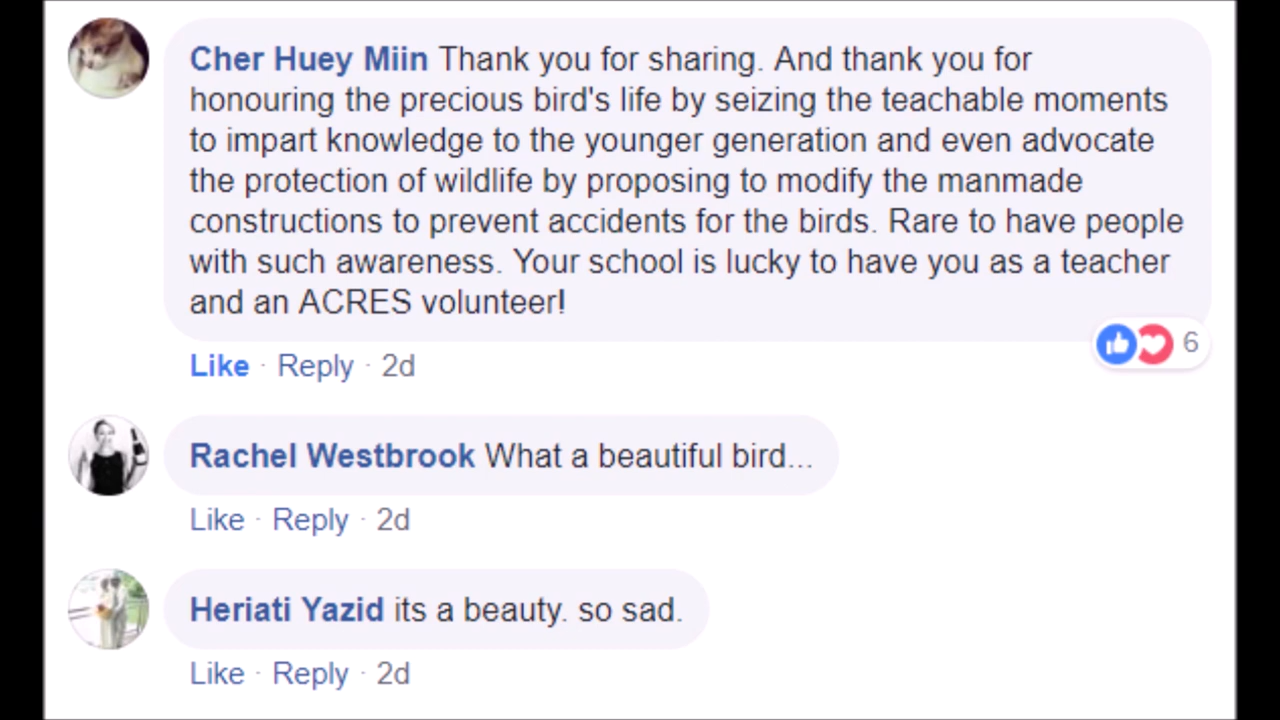 Cher Huey Miin Thank you for sharing. And thank you for
honouring the precious bird's life by seizing the teachable moments
to impart knowledge to the younger generation and even advocate
the protection of wildlife by proposing to modify the manmade
constructions to prevent accidents for the birds. Rare to have people
with such awareness. Your school is lucky to have you as a teacher
and an ACRES volunteer!
6
Like · Reply · 2d
Rachel Westbrook What a beautiful bird...
Like · Reply · 2d
Heriati Yazid its a beauty. so sad.
Like · Reply · 2d